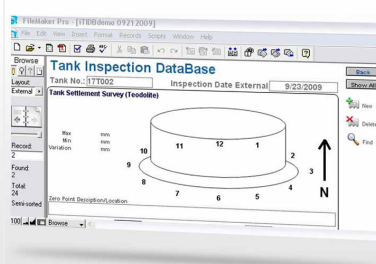 FileMaker Pro - [iTIDBdemo 09212009]
File Edit View Insert Format Records Scripts Window Help
Browse
Layout
External
Record:
2
Found:
2
Total:
24
Semi-sorted
Tank Inspection DataBase
Tank No.: 17T002
Inspection Date External 9/23/2009
Tank Settlement Survey (Teodolite)
Max mm
Min mm
Variation mm
10 11 12 1
9 2
8 3
7 6 5 4
N
Zero Point Desciption/Location
Back
Show All
New
Delete
Find
100 Browse